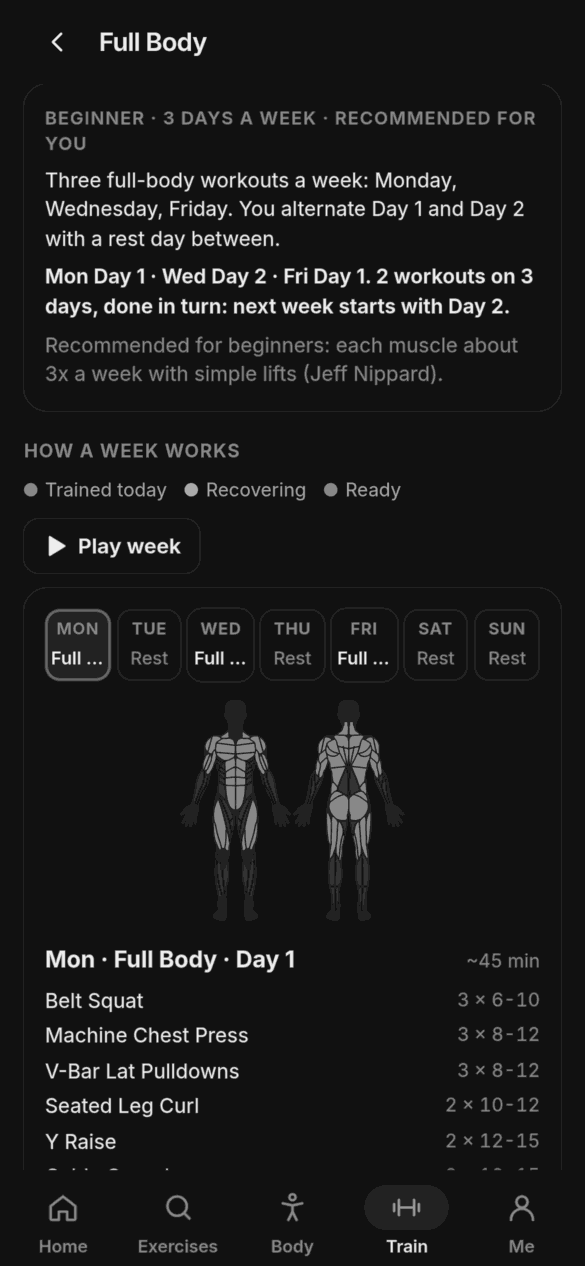 Full Body
BEGINNER · 3 DAYS A WEEK · RECOMMENDED FOR
YOU
Three full-body workouts a week: Monday,
Wednesday, Friday. You alternate Day 1 and Day 2
with a rest day between.
Mon Day 1 · Wed Day 2 · Fri Day 1. 2 workouts on 3
days, done in turn: next week starts with Day 2.
Recommended for beginners: each muscle about
3x a week with simple lifts (Jeff Nippard).
HOW A WEEK WORKS
Trained today Recovering Ready
Play week
MON TUE WED THU FRI SAT SUN
Full ... Rest Full ... Rest Full ... Rest Rest
Mon · Full Body · Day 1 ~45 min
Belt Squat 3 × 6-10
Machine Chest Press 3 × 8-12
V-Bar Lat Pulldowns 3 × 8-12
Seated Leg Curl 2 × 10-12
Y Raise 2 × 12-15
Home Exercises Body Train Me